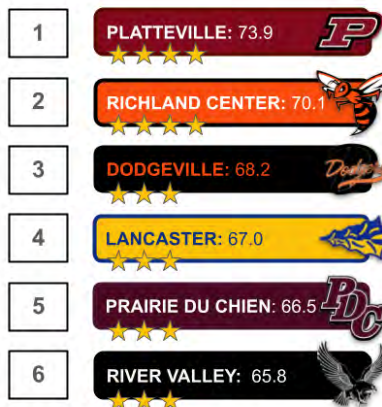 1
PLATTEVILLE: 73.9
P
2
RICHLAND CENTER: 70.1
3
DODGEVILLE: 68.2
Dodgers
4
LANCASTER: 67.0
5
PRAIRIE DU CHIEN: 66.5
PDC
6
RIVER VALLEY: 65.8